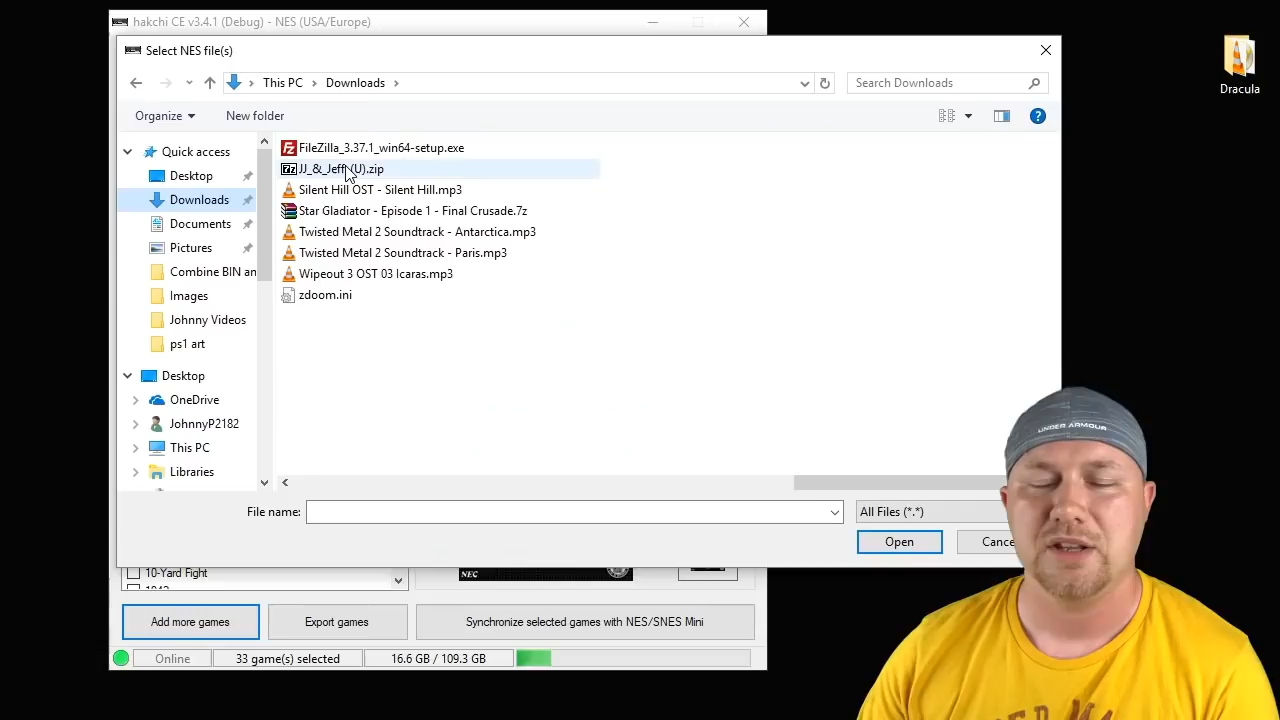 hakchi CE v3.4.1 (Debug) - NES (USA/Europe)
Select NES file(s)
This PC
Downloads
Search Downloads
Organize
New folder
Quick access
Desktop
Downloads
Documents
Pictures
Combine BIN an
Images
Johnny Videos
ps1 art
Desktop
OneDrive
JohnnyP2182
This PC
Libraries
FileZilla_3.37.1_win64-setup.exe
JJ_&_Jeff_(U).zip
Silent Hill OST - Silent Hill.mp3
Star Gladiator - Episode 1 - Final Crusade.7z
Twisted Metal 2 Soundtrack - Antarctica.mp3
Twisted Metal 2 Soundtrack - Paris.mp3
Wipeout 3 OST 03 Icaras.mp3
zdoom.ini
File name:
All Files (*.*)
Open
Cance
Dracula
UNDER ARMOUR
10-Yard Fight
NEC
Add more games
Export games
Synchronize selected games with NES/SNES Mini
Online
33 game(s) selected
16.6 GB / 109.3 GB